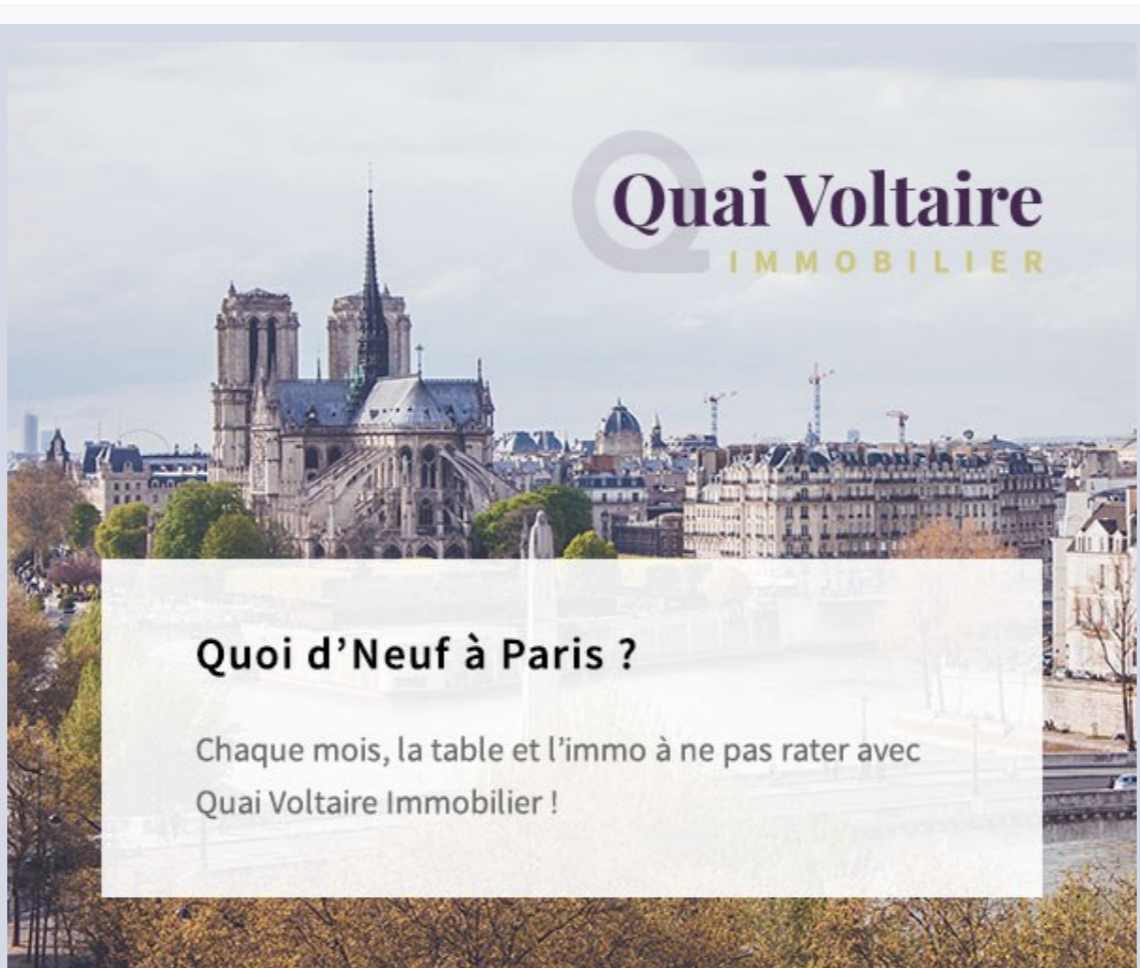 Quai Voltaire
IMMOBILIER
Quoi d’Neuf à Paris ?
Chaque mois, la table et l’immo à ne pas rater avec
Quai Voltaire Immobilier !